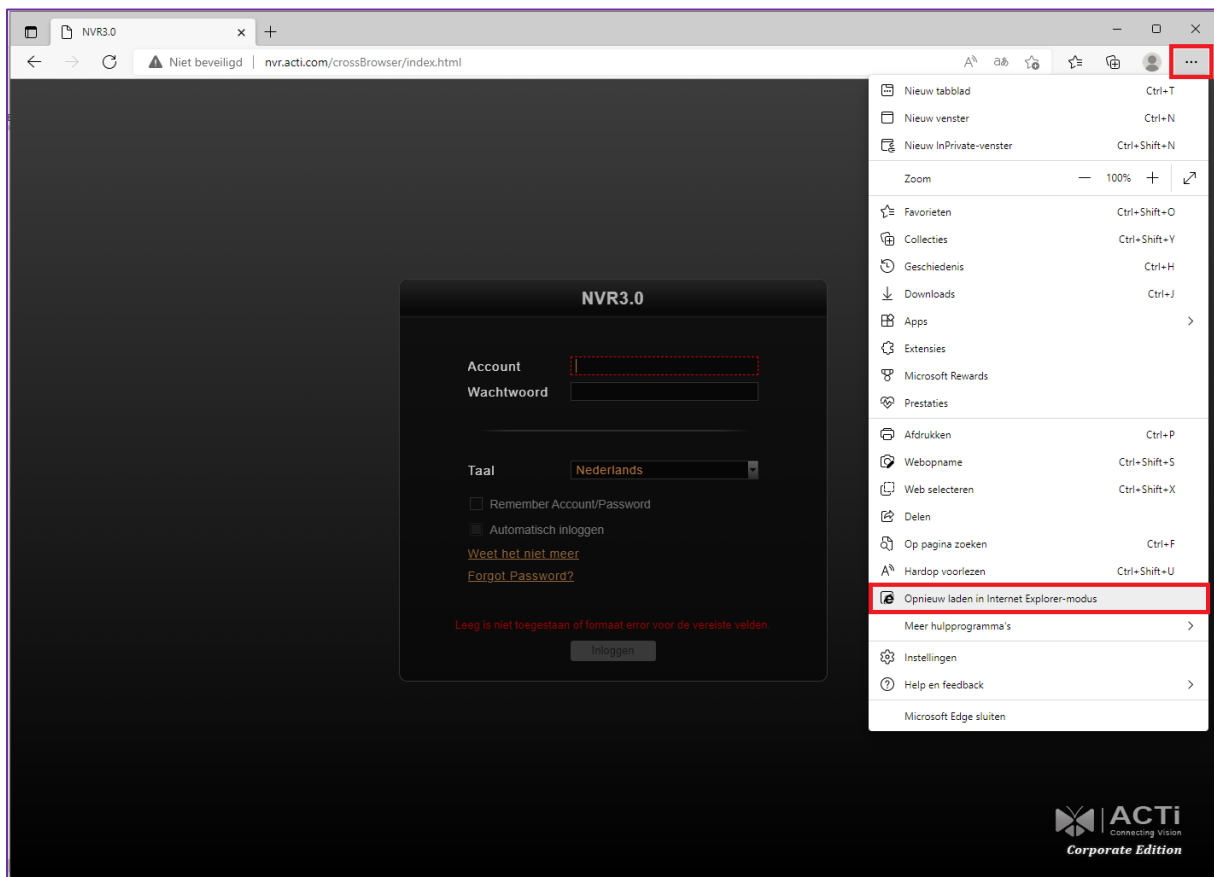 NVR3.0
Niet beveiligd | nvr.acti.com/crossBrowser/index.html
Nieuw tabblad Ctrl+T
Nieuw venster Ctrl+N
Nieuw InPrivate-venster Ctrl+Shift+N
Zoom 100%
Favorieten Ctrl+Shift+O
Collecties Ctrl+Shift+Y
Geschiedenis Ctrl+H
Downloads Ctrl+J
Apps
Extensies
Microsoft Rewards
Prestaties
Afdrukken Ctrl+P
Webopname Ctrl+Shift+S
Web selecteren Ctrl+Shift+X
Delen
Op pagina zoeken Ctrl+F
Hardop voorlezen Ctrl+Shift+U
Opnieuw laden in Internet Explorer-modus
Meer hulpprogramma's
Instellingen
Help en feedback
Microsoft Edge sluiten
NVR3.0
Account
Wachtwoord
Taal Nederlands
Remember Account/Password
Automatisch inloggen
Weet het niet meer
Forgot Password?
Leeg is niet toegestaan of formaat error voor de vereiste velden.
Inloggen
ACTi
Connecting Vision
Corporate Edition